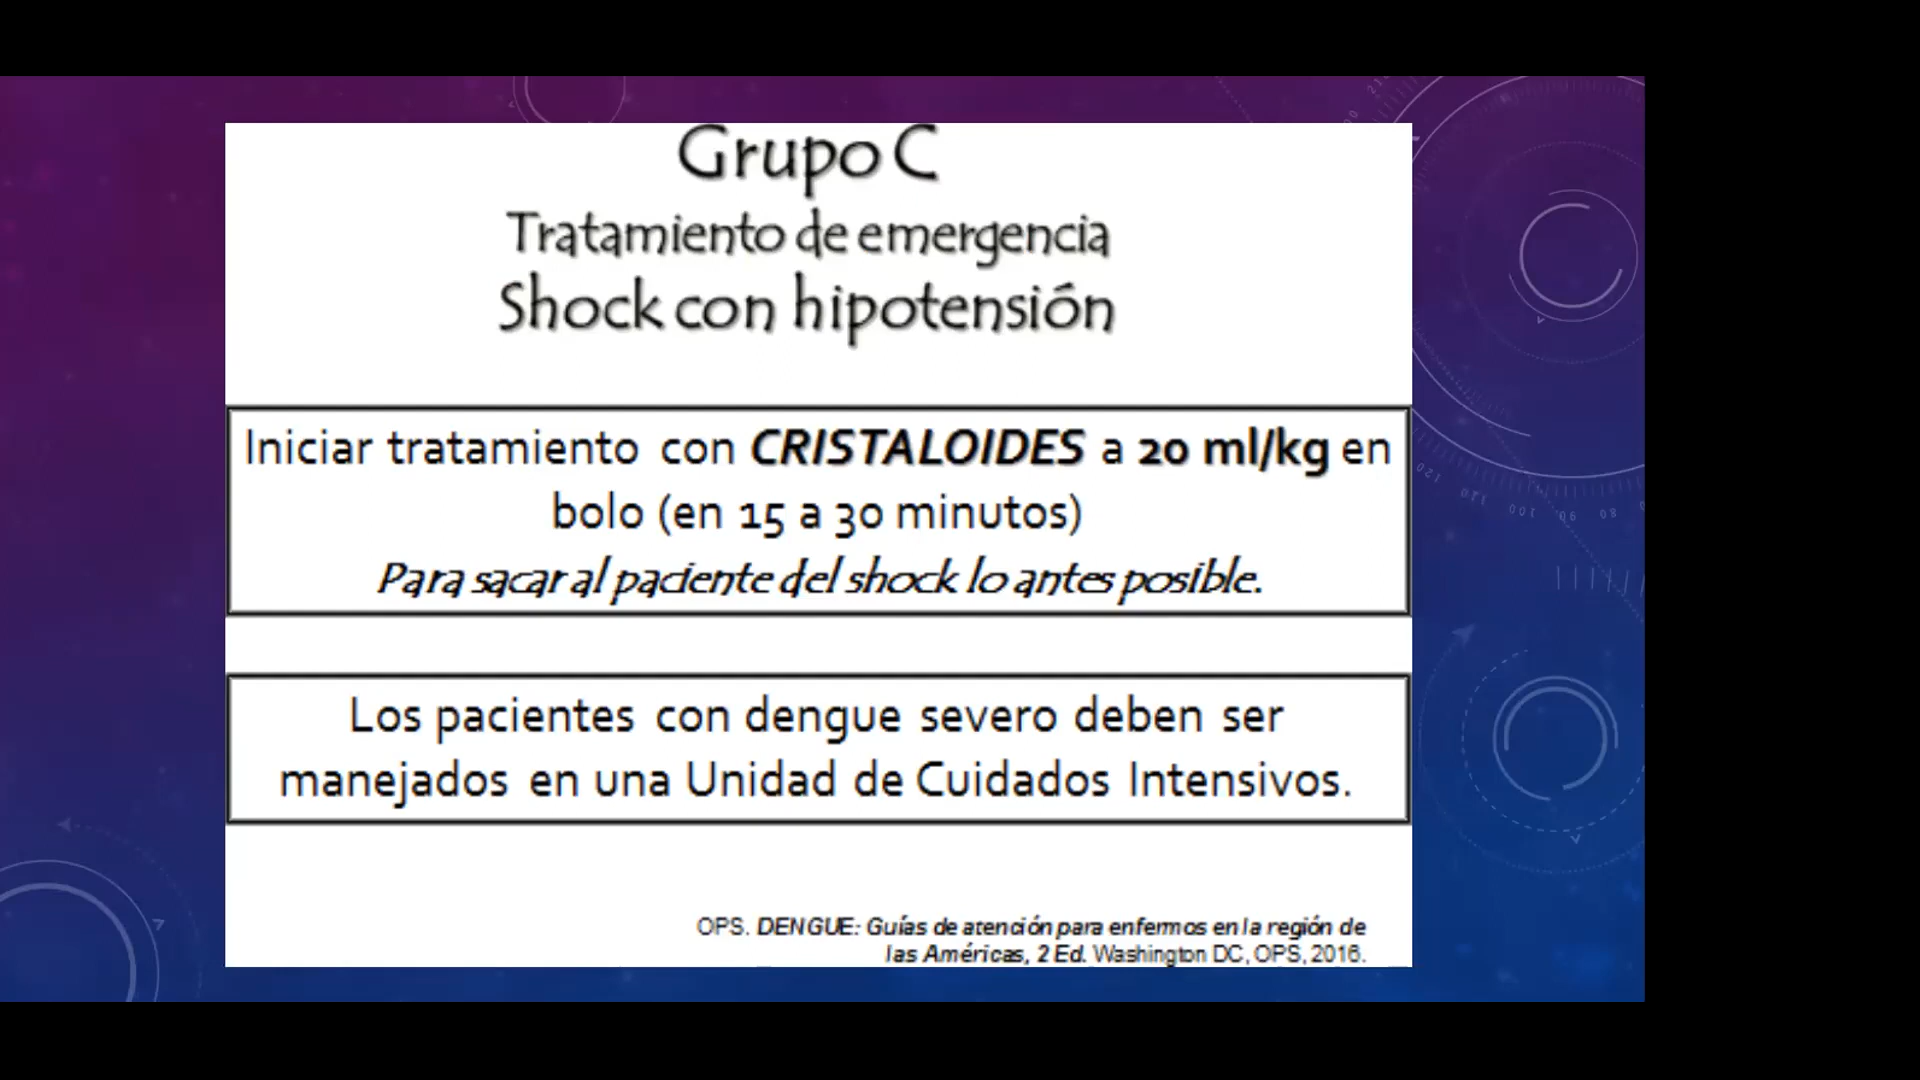 Grupo C
Tratamiento de emergencia
Shock con hipotensión
Iniciar tratamiento con CRISTALOIDES a 20 ml/kg en
bolo (en 15 a 30 minutos)
Para sacar al paciente del shock lo antes posible.
Los pacientes con dengue severo deben ser
manejados en una Unidad de Cuidados Intensivos.
OPS. DENGUE: Guías de atención para enfermos en la región de
las Américas, 2 Ed. Washington DC, OPS, 2016.